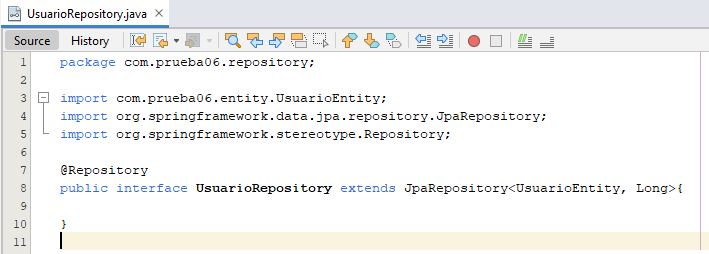 UsuarioRepository.java
Source History
1 package com.prueba06.repository;
2
3 import com.prueba06.entity.UsuarioEntity;
4 import org.springframework.data.jpa.repository.JpaRepository;
5 import org.springframework.stereotype.Repository;
6
7 @Repository
8 public interface UsuarioRepository extends JpaRepository<UsuarioEntity, Long>{
9
10 }
11